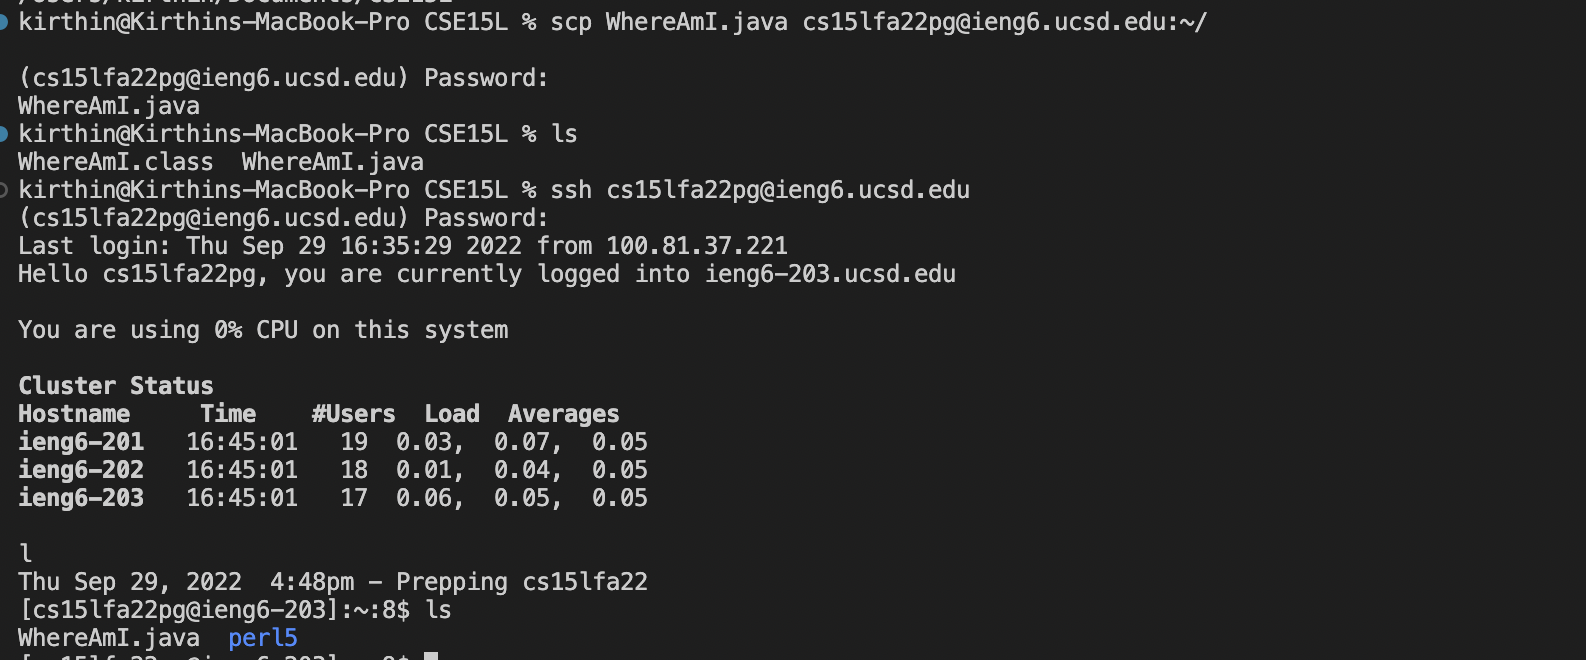 kirthin@Kirthins-MacBook-Pro CSE15L % scp WhereAmI.java cs15lfa22pg@ieng6.ucsd.edu:~/
(cs15lfa22pg@ieng6.ucsd.edu) Password:
WhereAmI.java
kirthin@Kirthins-MacBook-Pro CSE15L % ls
WhereAmI.class  WhereAmI.java
kirthin@Kirthins-MacBook-Pro CSE15L % ssh cs15lfa22pg@ieng6.ucsd.edu
(cs15lfa22pg@ieng6.ucsd.edu) Password:
Last login: Thu Sep 29 16:35:29 2022 from 100.81.37.221
Hello cs15lfa22pg, you are currently logged into ieng6-203.ucsd.edu
You are using 0% CPU on this system
Cluster Status
Hostname     Time    #Users  Load  Averages
ieng6-201   16:45:01   19  0.03,  0.07,  0.05
ieng6-202   16:45:01   18  0.01,  0.04,  0.05
ieng6-203   16:45:01   17  0.06,  0.05,  0.05
l
Thu Sep 29, 2022  4:48pm - Prepping cs15lfa22
[cs15lfa22pg@ieng6-203]:~:8$ ls
WhereAmI.java  perl5